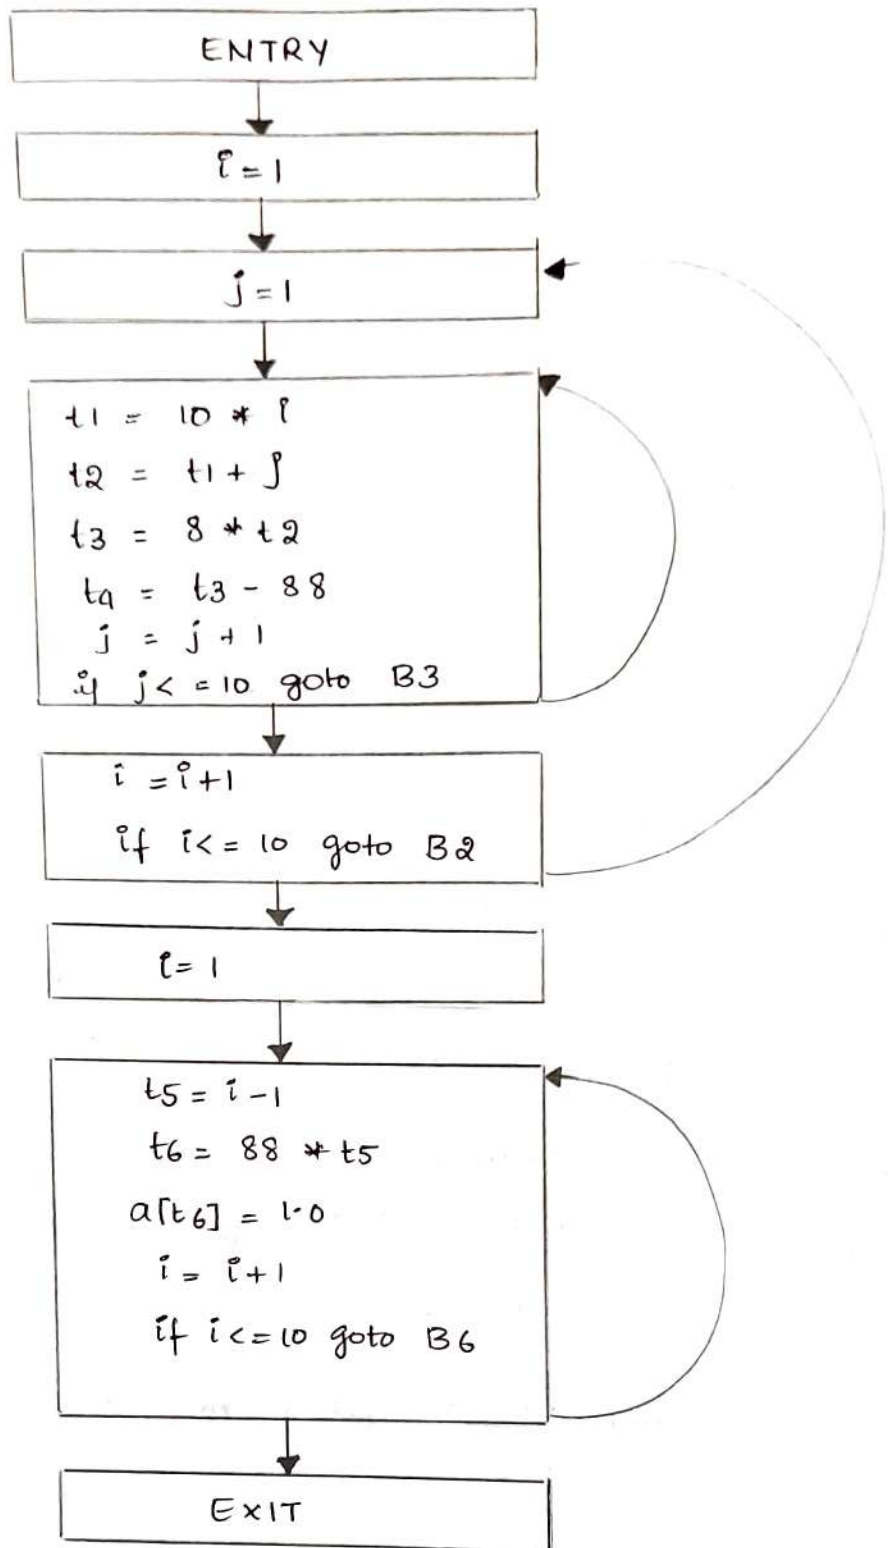 ENTRY
i = 1
j = 1
t1 = 10 * i
t2 = t1 + j
t3 = 8 * t2
t4 = t3 - 88
j = j + 1
if j < = 10 goto B3
i = i+1
if i< = 10 goto B2
i= 1
t5 = i -1
t6 = 88 * t5
a[t6] = 1.0
i = i+1
if i <= 10 goto B6
EXIT